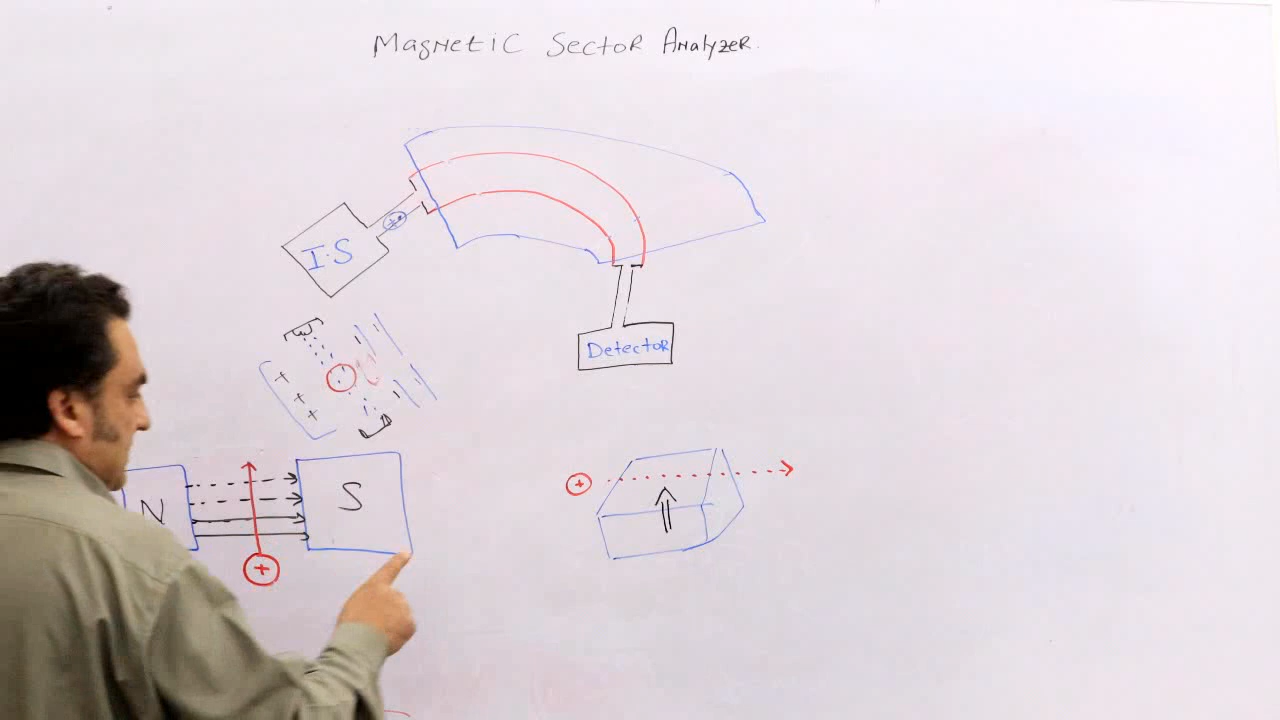 Magnetic Sector Analyzer.
I.S
+
Detector
+
+
+
N
S
+
+